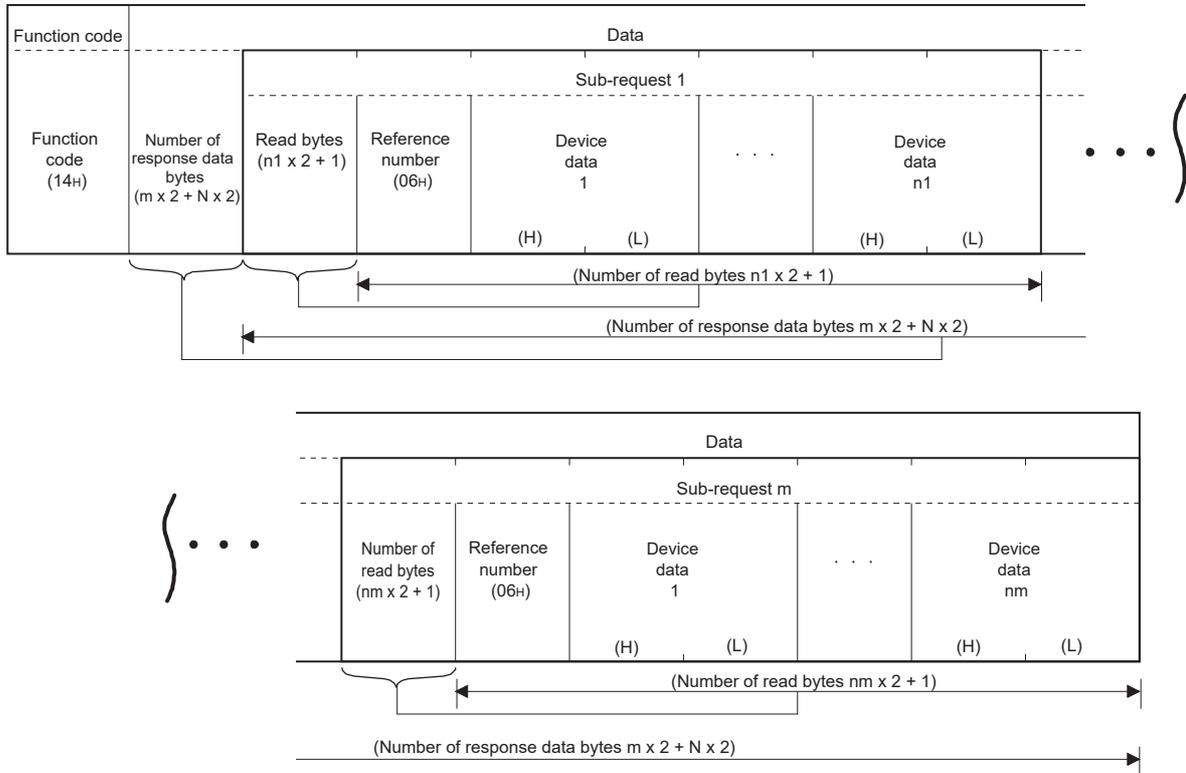 Function code
Data
Sub-request 1
Function
code
(14H)
Number of
response data
bytes
(m x 2 + N x 2)
Read bytes
(n1 x 2 + 1)
Reference
number
(06H)
Device
data
1
(H) (L)
. . .
Device
data
n1
(H) (L)
(Number of read bytes n1 x 2 + 1)
(Number of response data bytes m x 2 + N x 2)
Data
Sub-request m
Number of
read bytes
(nm x 2 + 1)
Reference
number
(06H)
Device
data
1
(H) (L)
. . .
Device
data
nm
(H) (L)
(Number of read bytes nm x 2 + 1)
(Number of response data bytes m x 2 + N x 2)